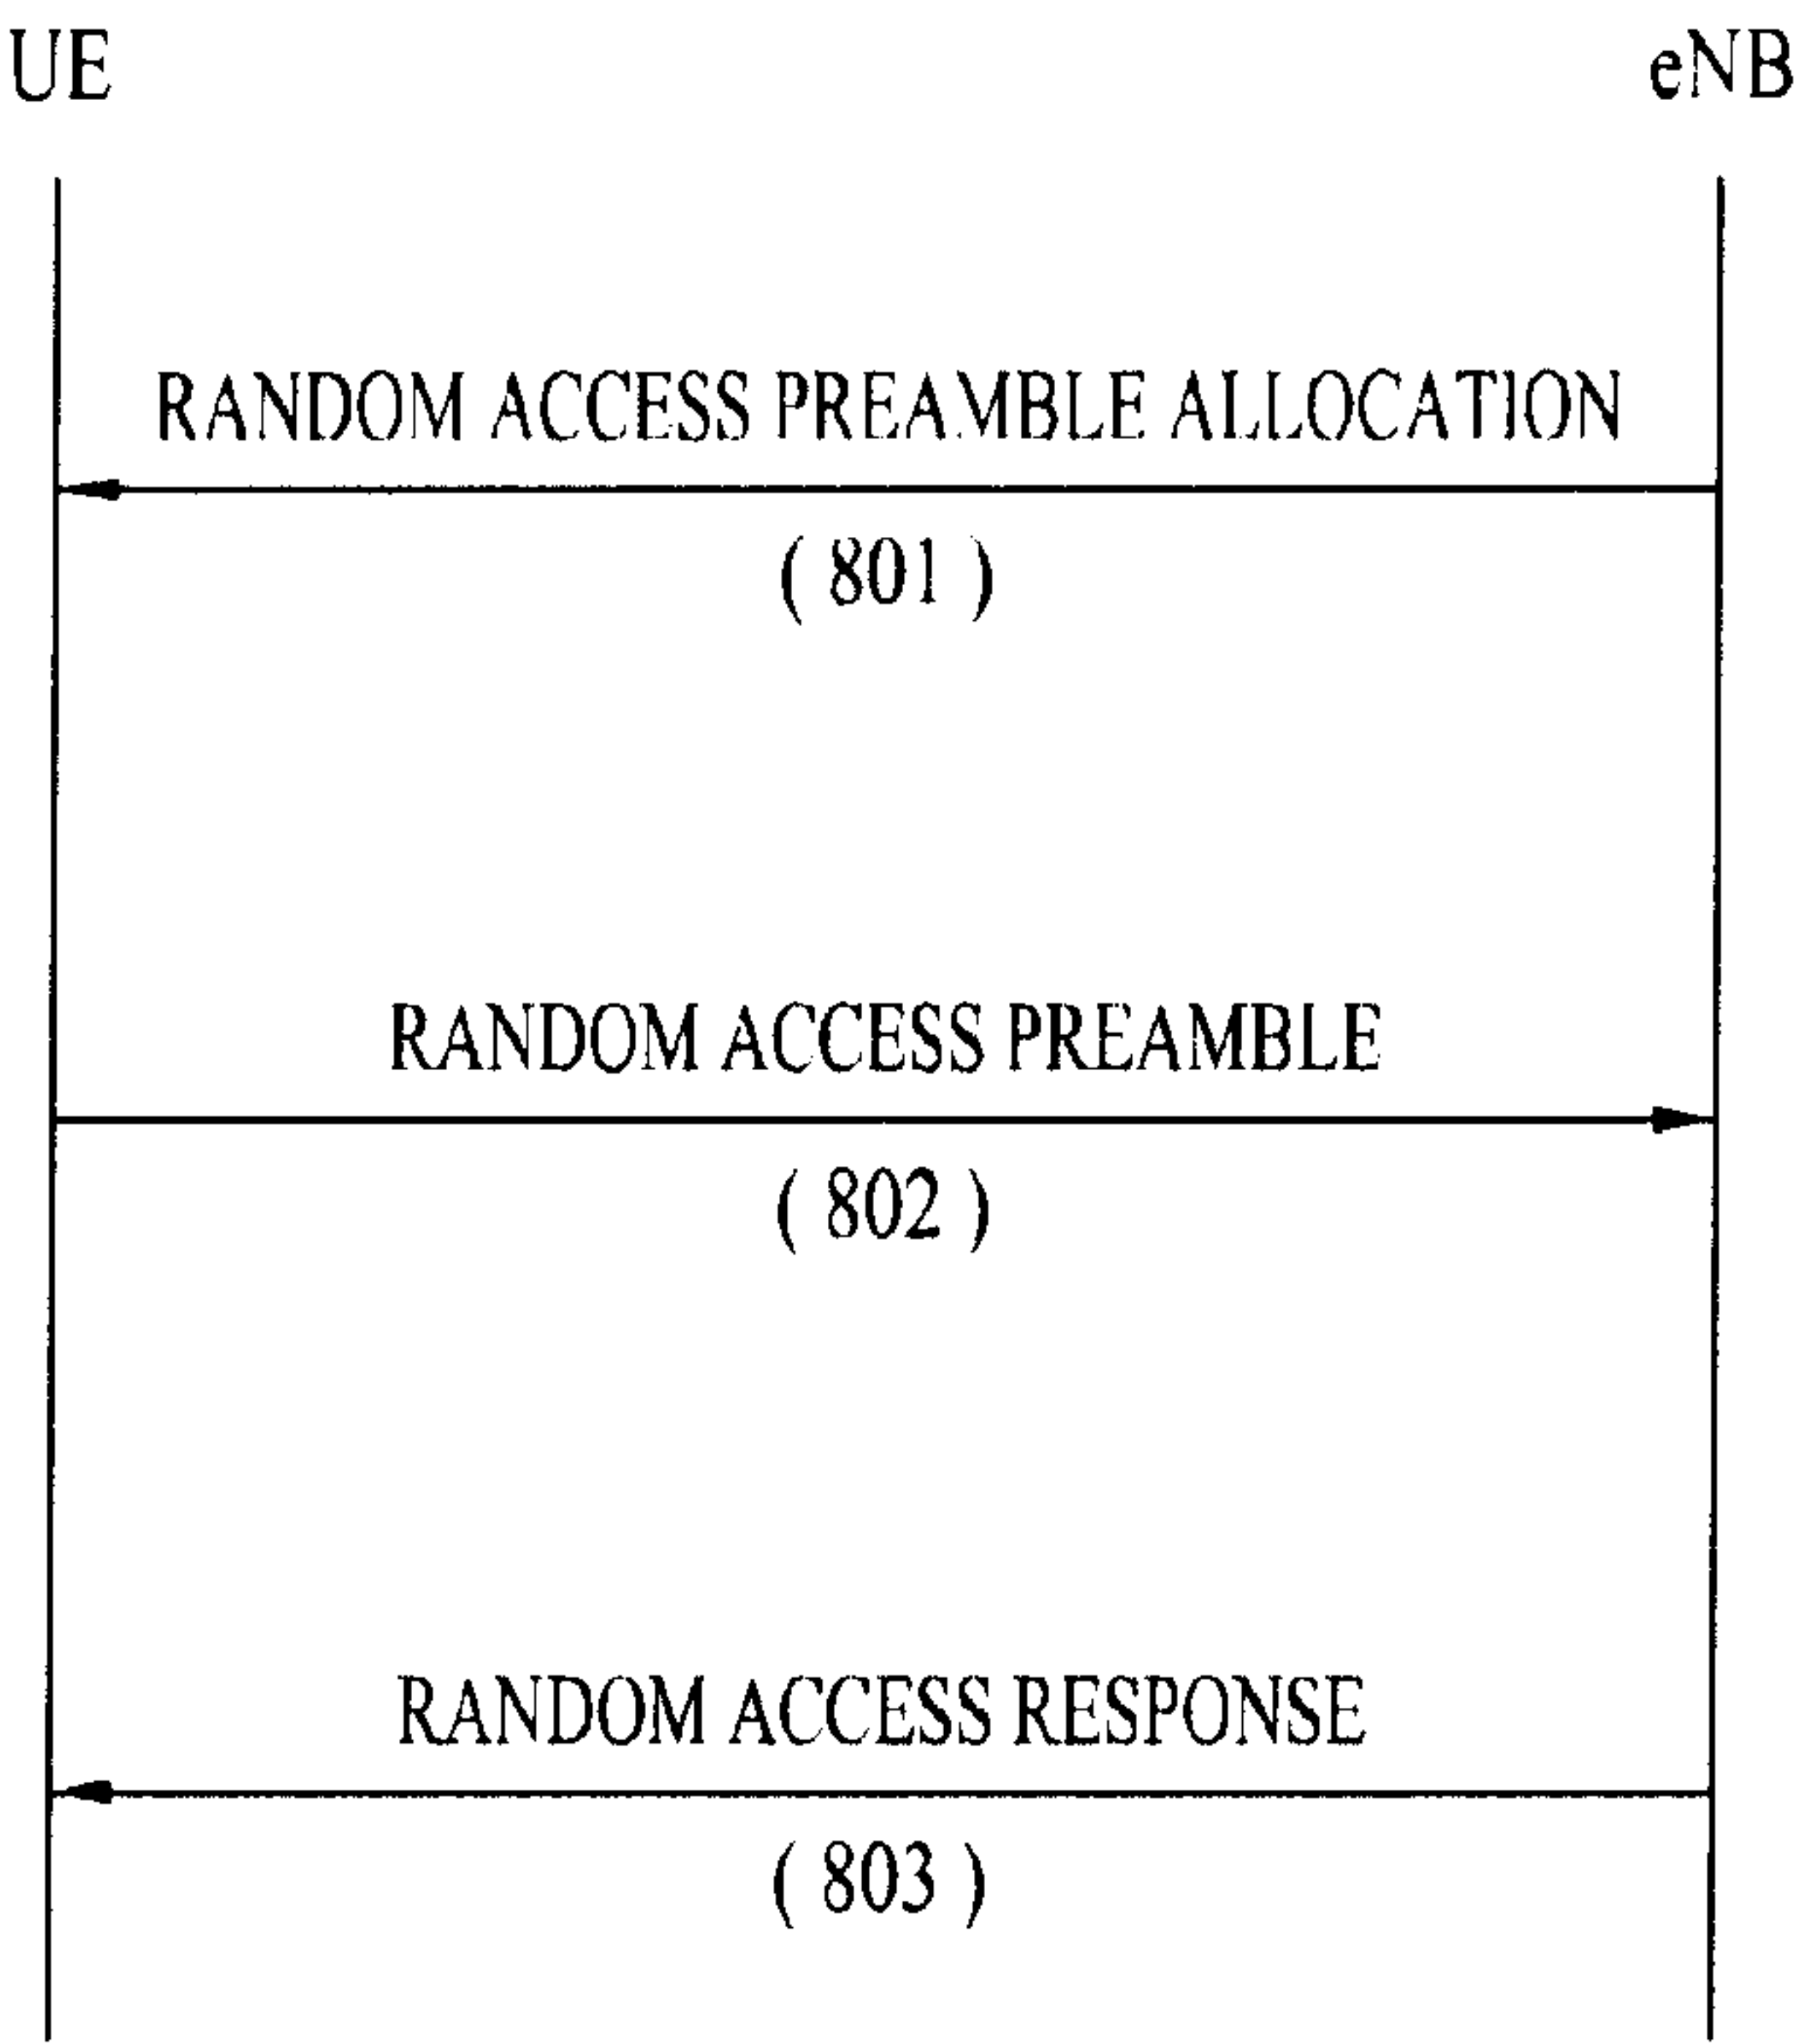 UE eNB
RANDOM ACCESS PREAMBLE ALLOCATION
( 801 )
RANDOM ACCESS PREAMBLE
( 802 )
RANDOM ACCESS RESPONSE
( 803 )